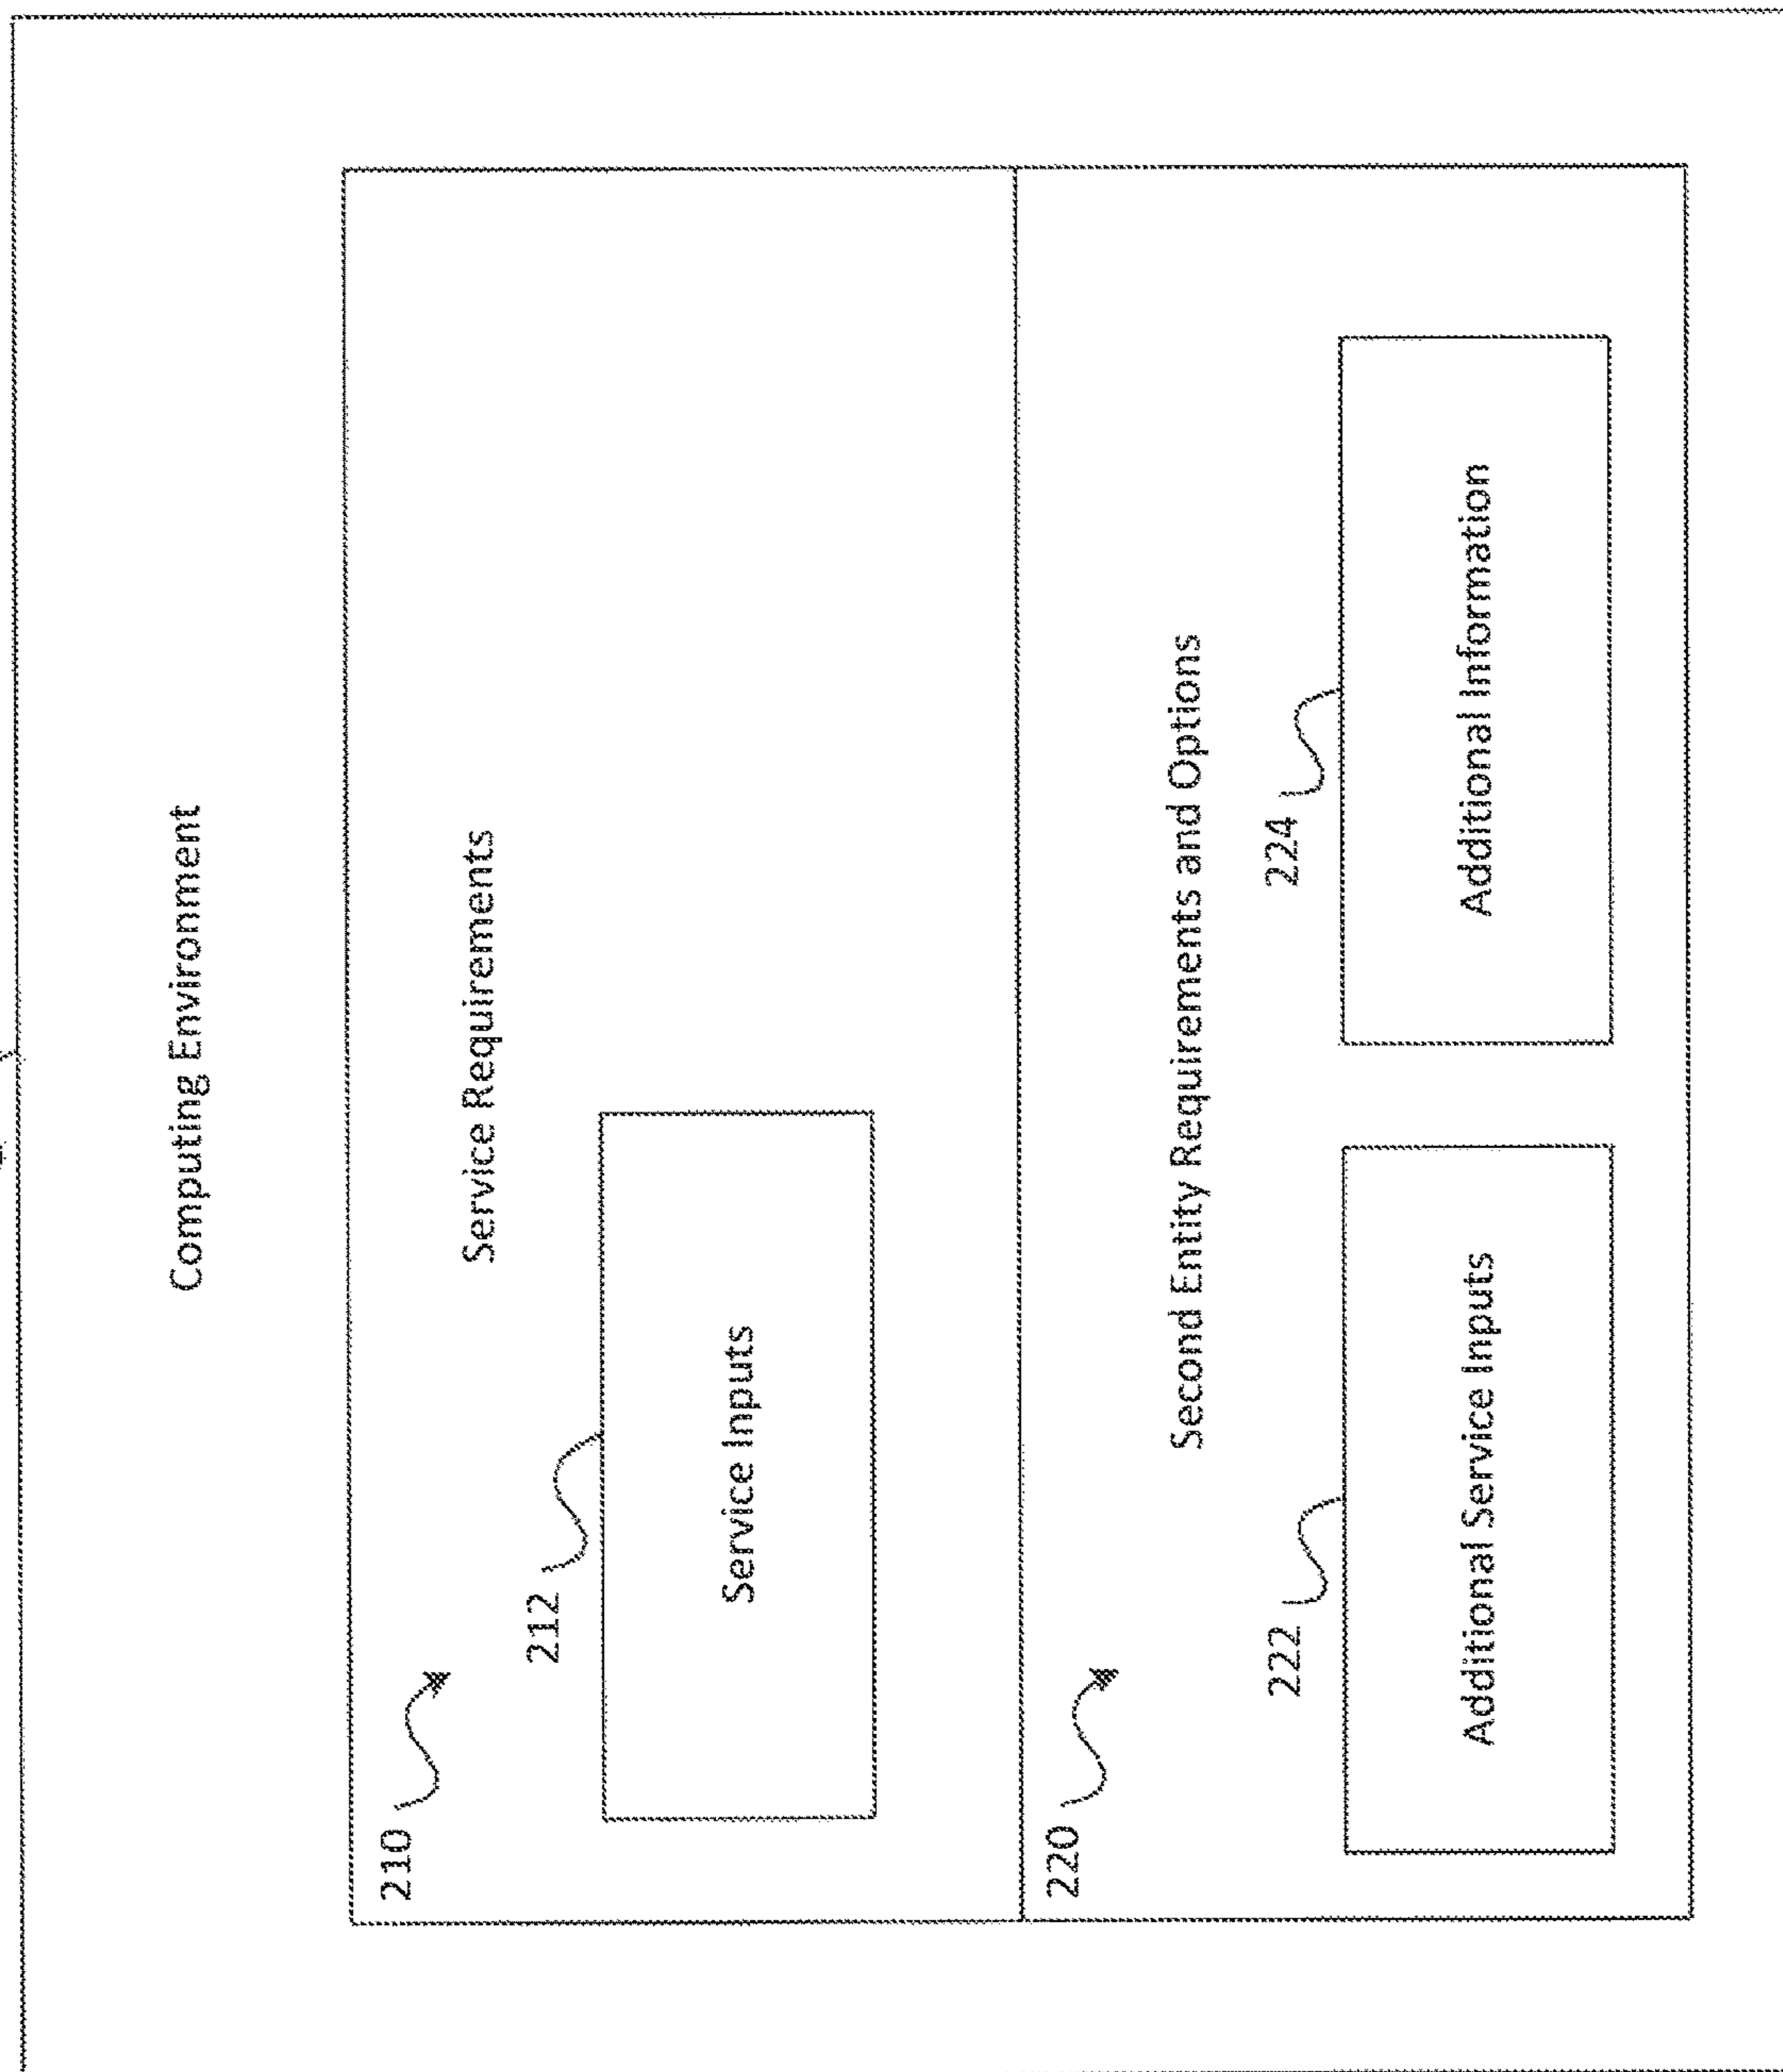 Computing Environment
210
Service Requirements
212
Service Inputs
220
Second Entity Requirements and Options
222
224
Additional Service Inputs
Additional Information